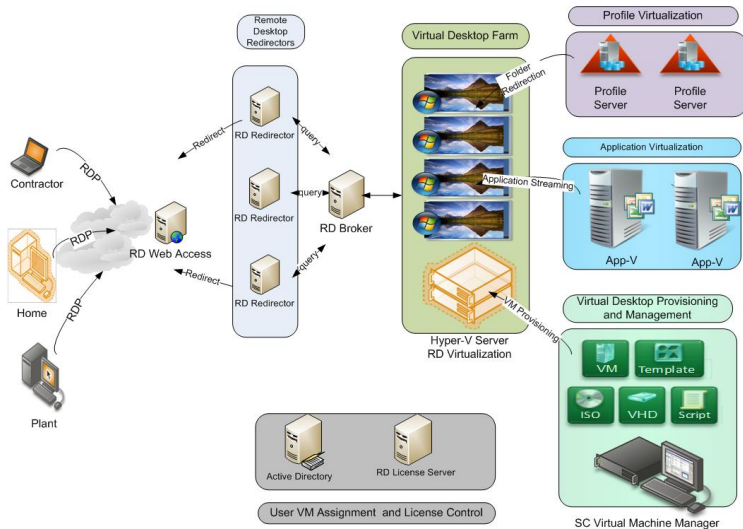 Remote
Desktop
Redirectors
Virtual Desktop Farm
Profile Virtualization
Folder
Redirection
Profile
Server
Profile
Server
RD Redirector
Redirect
query
Contractor
RDP
Application Virtualization
Application Streaming
App-V
App-V
RD Redirector
query
RD Broker
RD Web Access
RDP
Home
Redirect
query
RD Redirector
RDP
Plant
Hyper-V Server
RD Virtualization
VM Provisioning
Virtual Desktop Provisioning
and Management
VM
Template
ISO
VHD
Script
SC Virtual Machine Manager
Active Directory
RD License Server
User VM Assignment and License Control